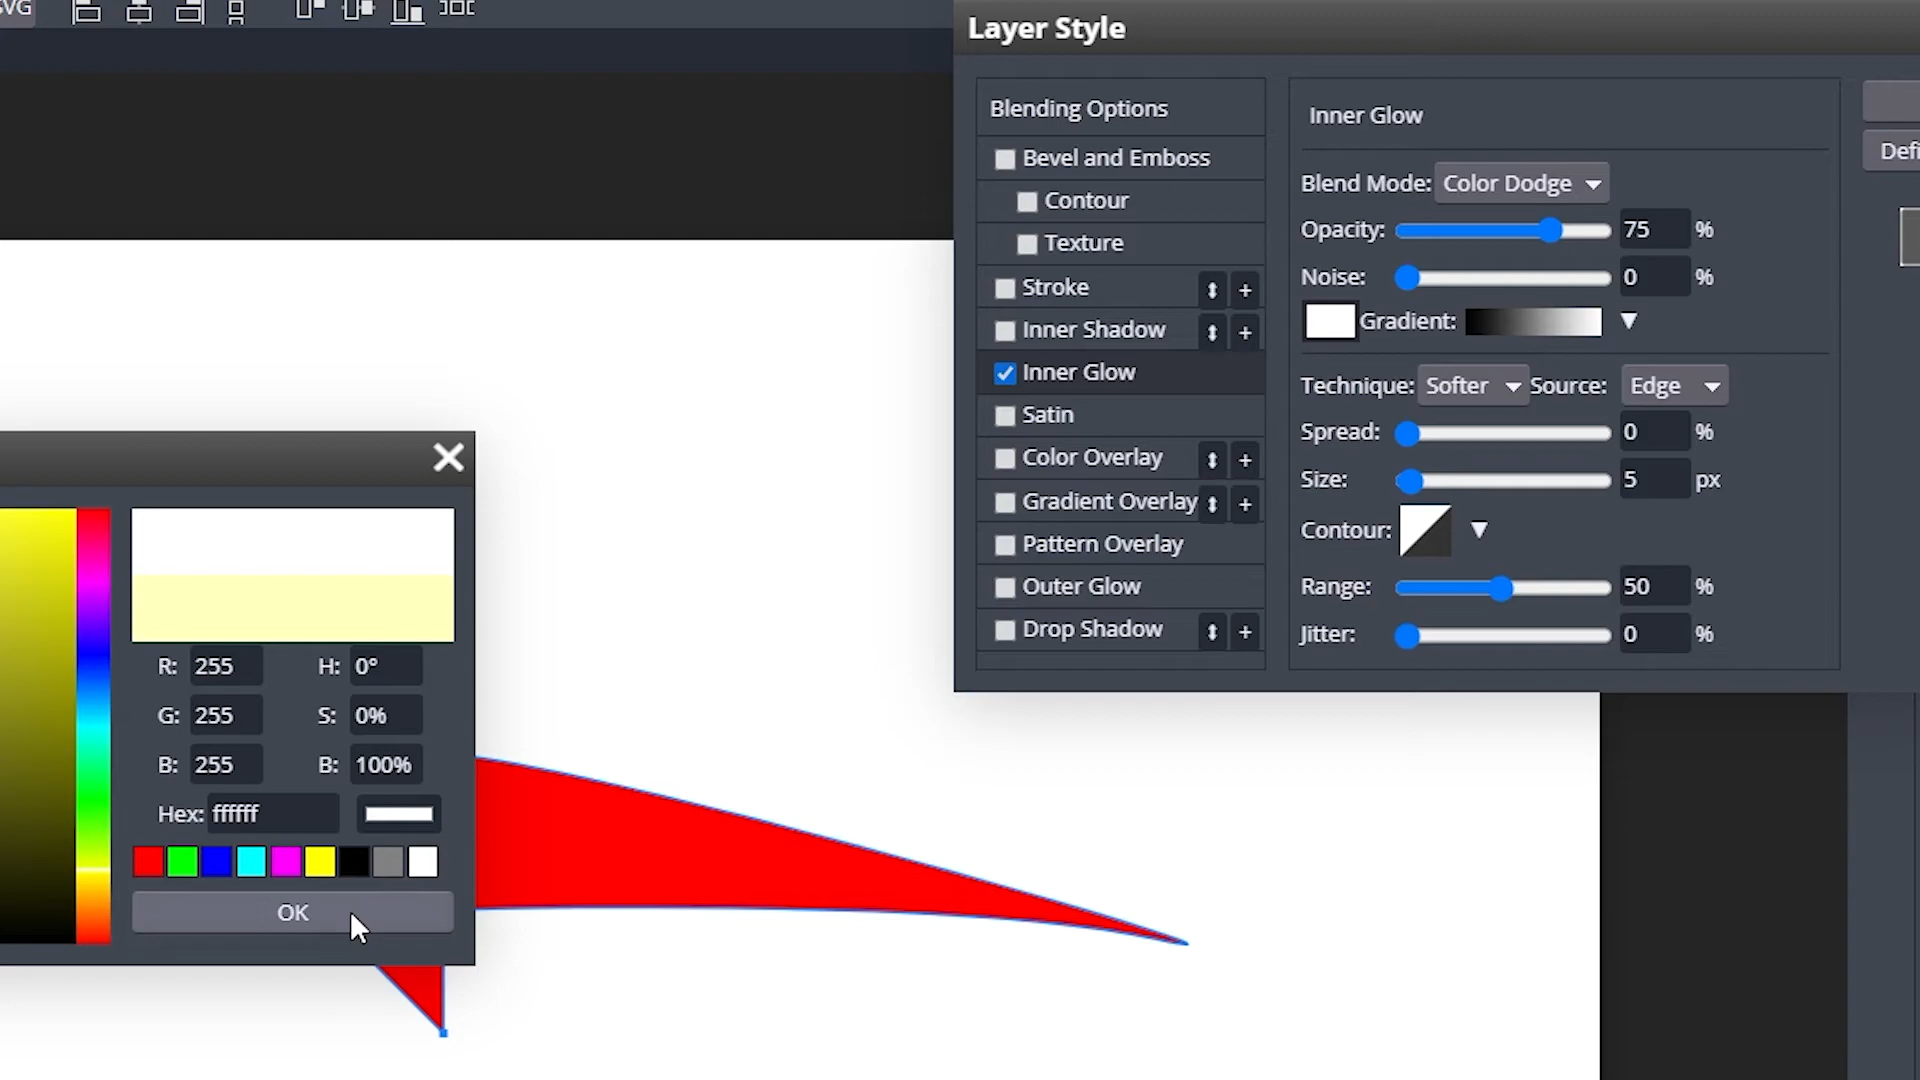 SVG
Layer Style
Blending Options
Bevel and Emboss
Contour
Texture
Stroke
+
Inner Shadow
+
Inner Glow
Satin
Color Overlay
+
Gradient Overlay
+
Pattern Overlay
Outer Glow
Drop Shadow
+
Inner Glow
Blend Mode: Color Dodge
Opacity: 75 %
Noise: 0 %
Gradient:
Technique: Softer Source: Edge
Spread: 0 %
Size: 5 px
Contour:
Range: 50 %
Jitter: 0 %
Defi
R: 255 H: 0°
G: 255 S: 0%
B: 255 B: 100%
Hex: ffffff
OK